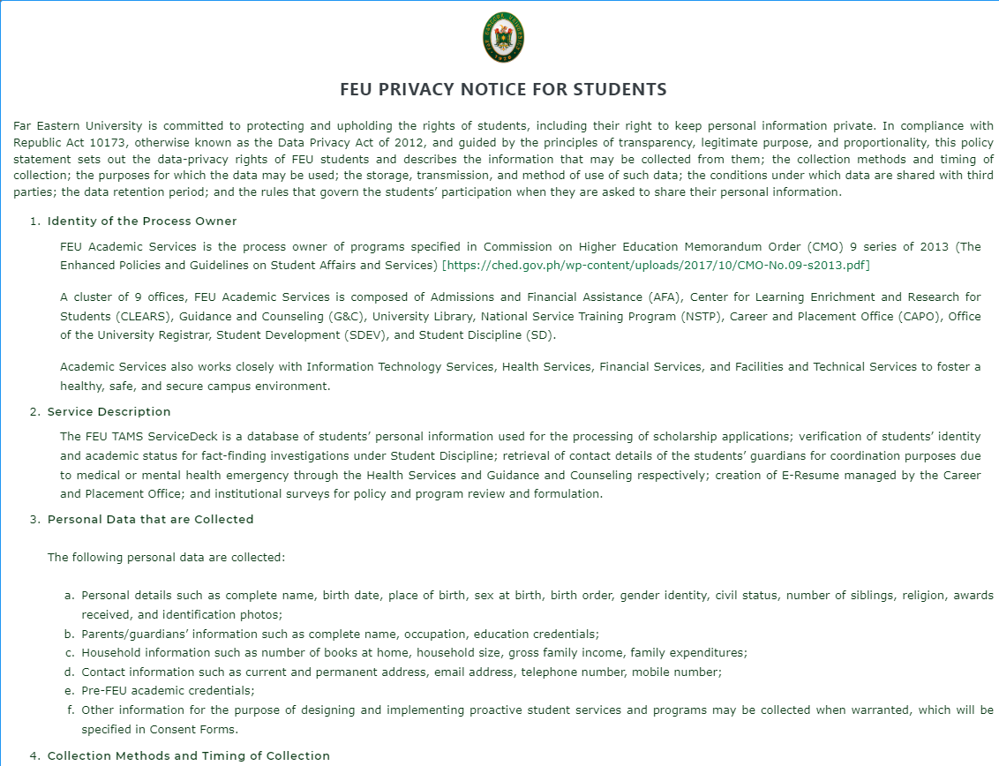 FEU PRIVACY NOTICE FOR STUDENTS
Far Eastern University is committed to protecting and upholding the rights of students, including their right to keep personal information private. In compliance with
Republic Act 10173, otherwise known as the Data Privacy Act of 2012, and guided by the principles of transparency, legitimate purpose, and proportionality, this policy
statement sets out the data-privacy rights of FEU students and describes the information that may be collected from them; the collection methods and timing of
collection; the purposes for which the data may be used; the storage, transmission, and method of use of such data; the conditions under which data are shared with third
parties; the data retention period; and the rules that govern the students’ participation when they are asked to share their personal information.
1. Identity of the Process Owner
FEU Academic Services is the process owner of programs specified in Commission on Higher Education Memorandum Order (CMO) 9 series of 2013 (The
Enhanced Policies and Guidelines on Student Affairs and Services) [https://ched.gov.ph/wp-content/uploads/2017/10/CMO-No.09-s2013.pdf]
A cluster of 9 offices, FEU Academic Services is composed of Admissions and Financial Assistance (AFA), Center for Learning Enrichment and Research for
Students (CLEARS), Guidance and Counseling (G&C), University Library, National Service Training Program (NSTP), Career and Placement Office (CAPO), Office
of the University Registrar, Student Development (SDEV), and Student Discipline (SD).
Academic Services also works closely with Information Technology Services, Health Services, Financial Services, and Facilities and Technical Services to foster a
healthy, safe, and secure campus environment.
2. Service Description
The FEU TAMS ServiceDeck is a database of students’ personal information used for the processing of scholarship applications; verification of students’ identity
and academic status for fact-finding investigations under Student Discipline; retrieval of contact details of the students’ guardians for coordination purposes due
to medical or mental health emergency through the Health Services and Guidance and Counseling respectively; creation of E-Resume managed by the Career
and Placement Office; and institutional surveys for policy and program review and formulation.
3. Personal Data that are Collected
The following personal data are collected:
a. Personal details such as complete name, birth date, place of birth, sex at birth, birth order, gender identity, civil status, number of siblings, religion, awards
received, and identification photos;
b. Parents/guardians’ information such as complete name, occupation, education credentials;
c. Household information such as number of books at home, household size, gross family income, family expenditures;
d. Contact information such as current and permanent address, email address, telephone number, mobile number;
e. Pre-FEU academic credentials;
f. Other information for the purpose of designing and implementing proactive student services and programs may be collected when warranted, which will be
specified in Consent Forms.
4. Collection Methods and Timing of Collection